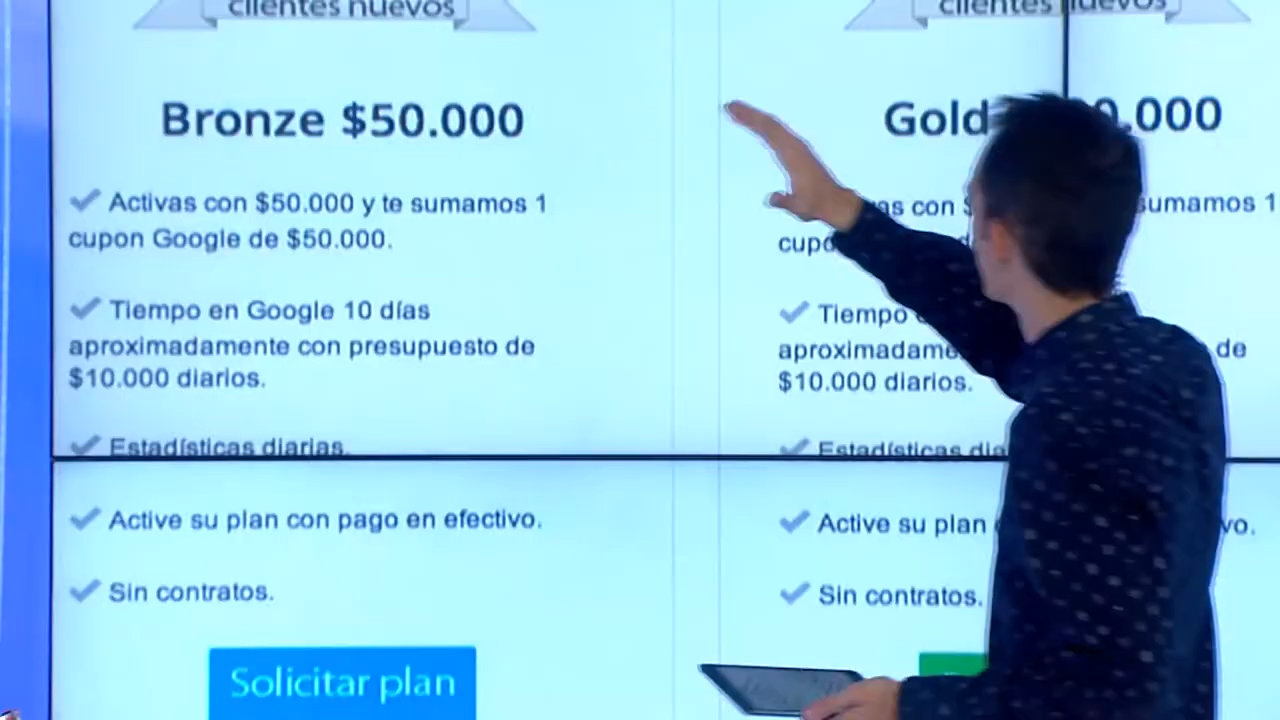 clientes nuevos
Bronze $50.000
Activas con $50.000 y te sumamos 1
cupon Google de $50.000.
Tiempo en Google 10 días
aproximadamente con presupuesto de
$10.000 diarios.
Estadísticas diarias.
Active su plan con pago en efectivo.
Sin contratos.
Solicitar plan
clientes nuevos
Gold 0.000
con $ sumamos 1
Tiempo
de
$10.000 diarios.
Estadísticas
Active su plan
Sin contratos.